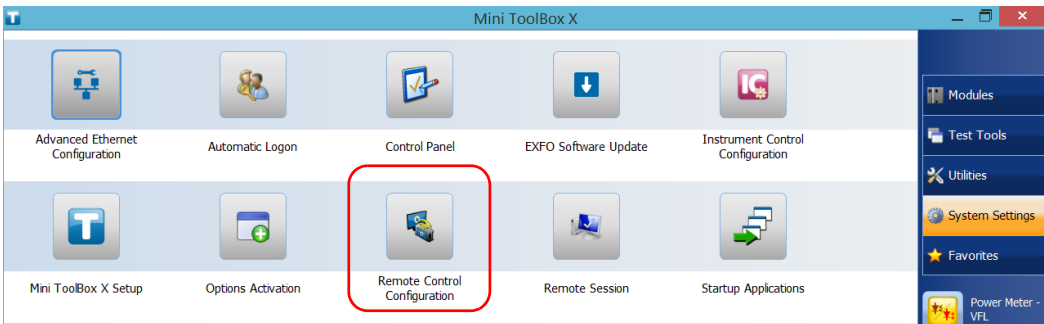 Mini ToolBox X
Advanced Ethernet
Configuration
Automatic Logon
Control Panel
EXFO Software Update
Instrument Control
Configuration
Mini ToolBox X Setup
Options Activation
Remote Control
Configuration
Remote Session
Startup Applications
Modules
Test Tools
Utilities
System Settings
Favorites
Power Meter -
VFL